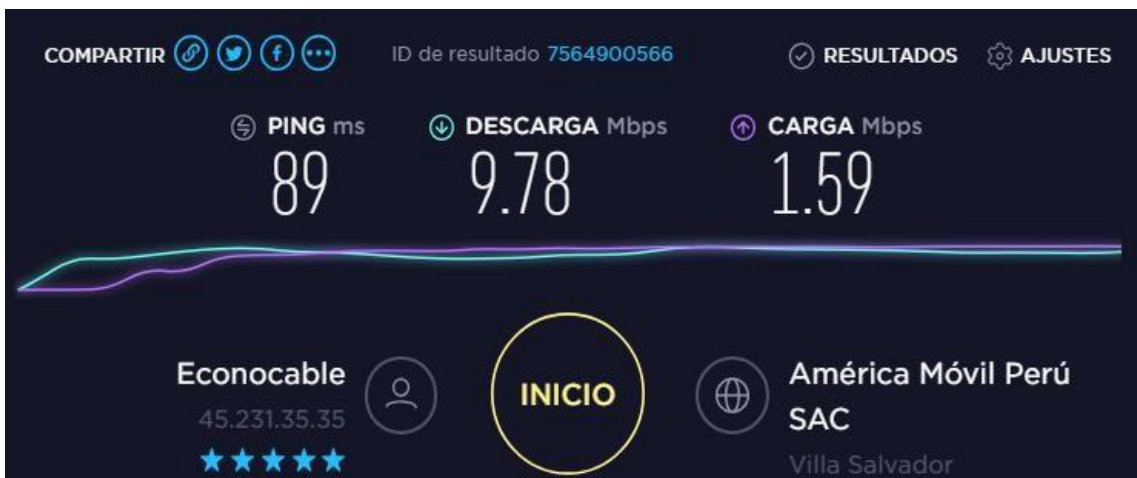 COMPARTIR ID de resultado 7564900566 RESULTADOS AJUSTES
PING ms DESCARGA Mbps CARGA Mbps
89 9.78 1.59
Econocable
45.231.35.35
INICIO
América Móvil Perú
SAC
Villa Salvador